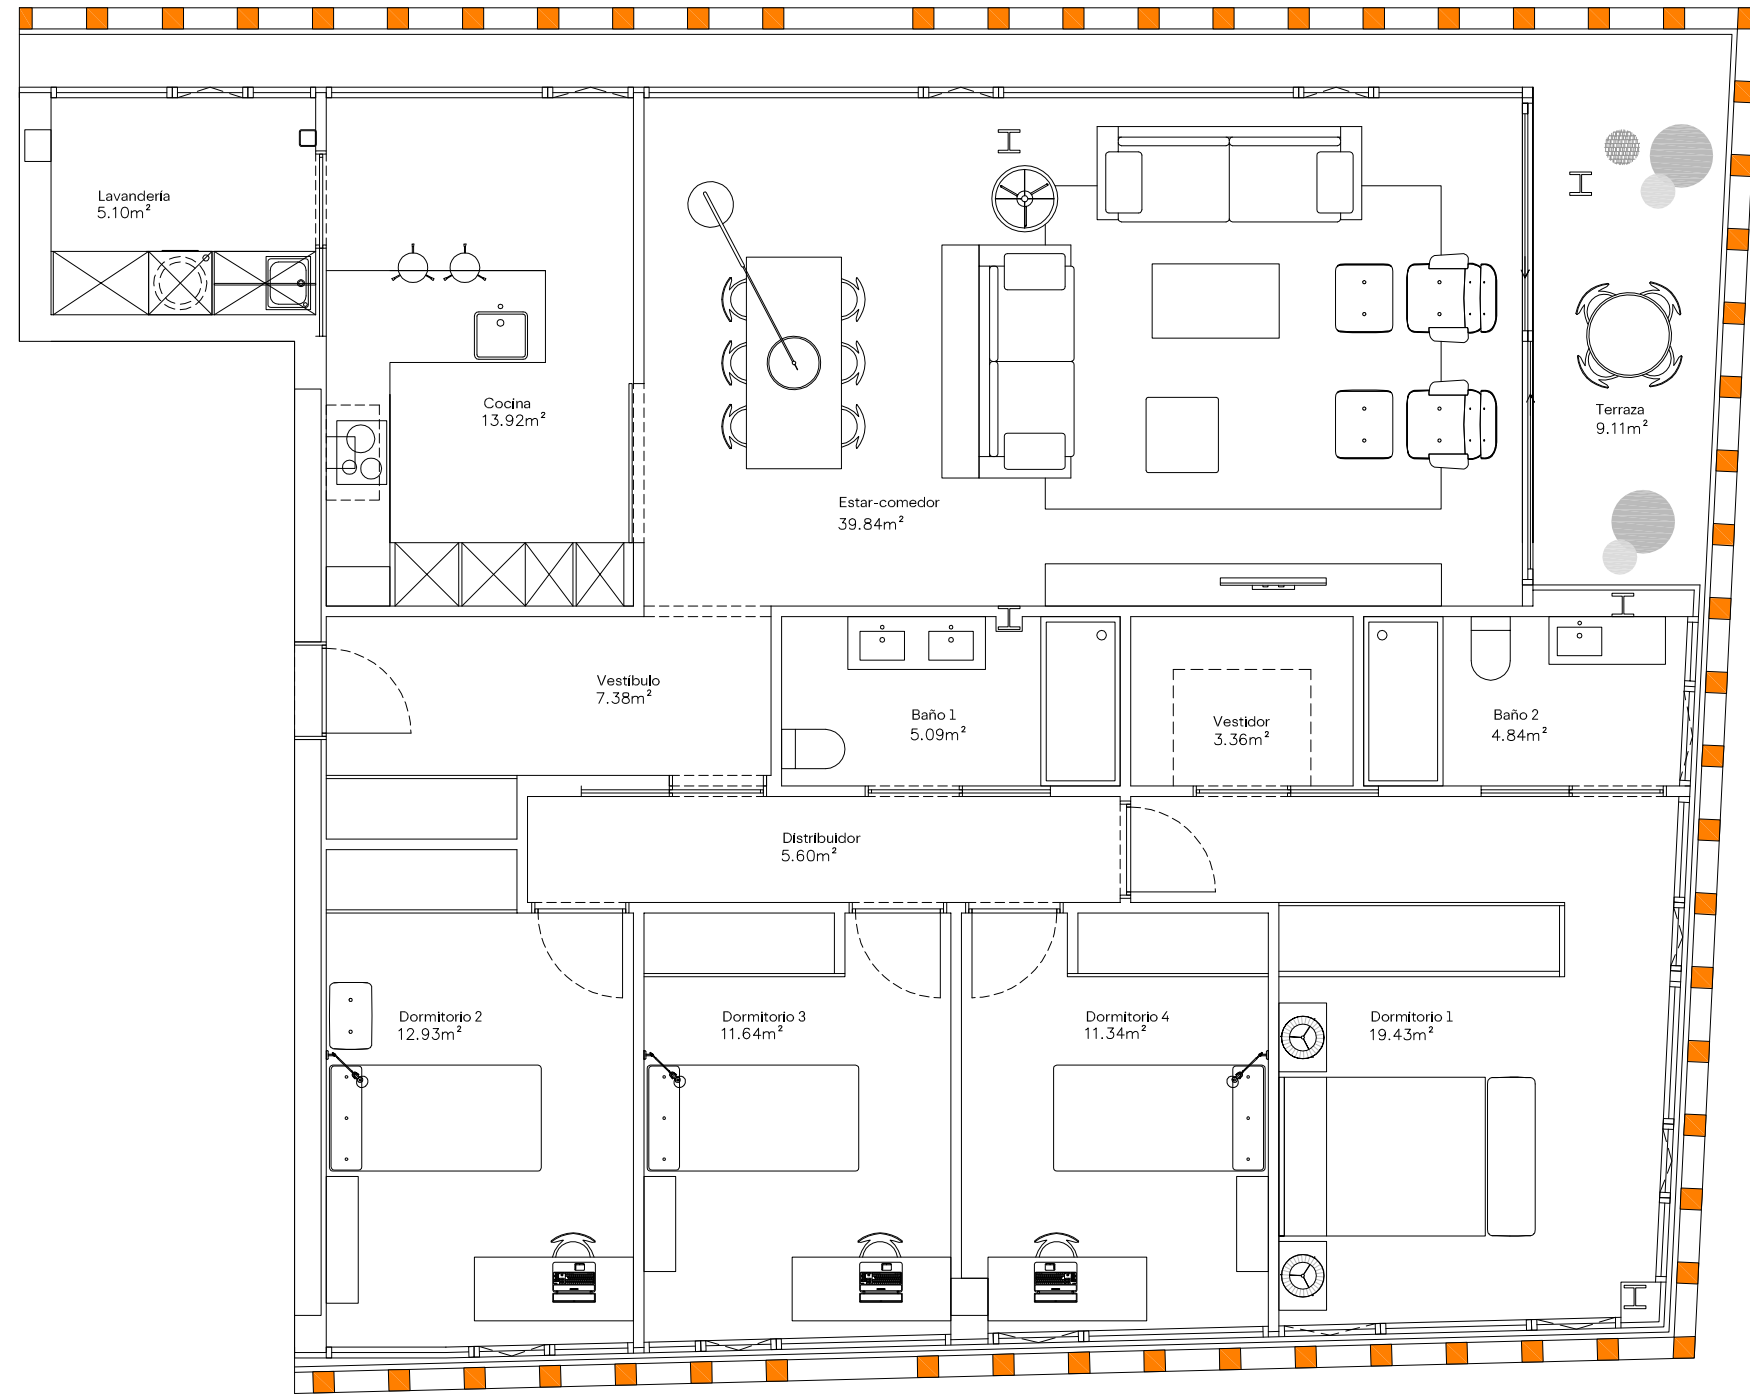 Lavandería
5.10m²
Cocina
13.92m²
Estar-comedor
39.84m²
Terraza
9.11m²
Vestíbulo
7.38m²
Baño 1
5.09m²
Vestidor
3.36m²
Baño 2
4.84m²
Distribuidor
5.60m²
Dormitorio 2
12.93m²
Dormitorio 3
11.64m²
Dormitorio 4
11.34m²
Dormitorio 1
19.43m²